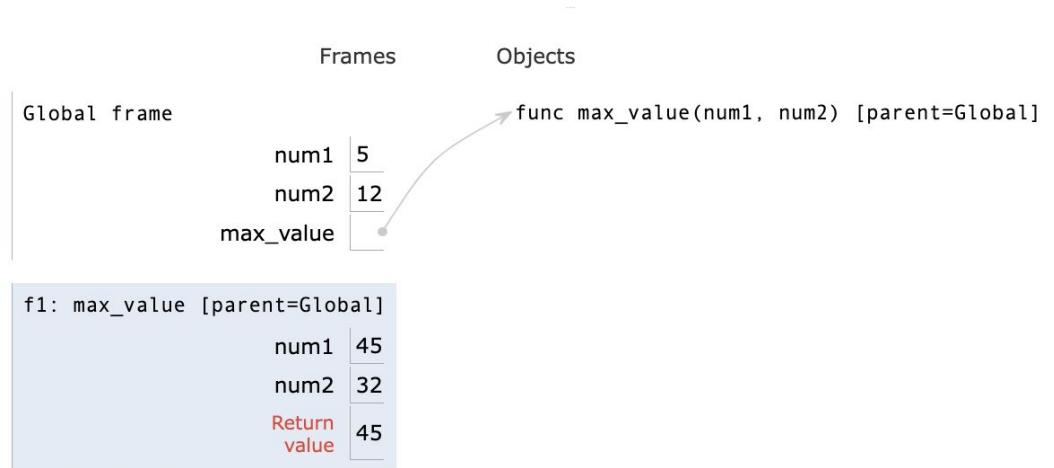 Frames Objects
Global frame
func max_value(num1, num2) [parent=Global]
num1 5
num2 12
max_value
f1: max_value [parent=Global]
num1 45
num2 32
Return
value 45